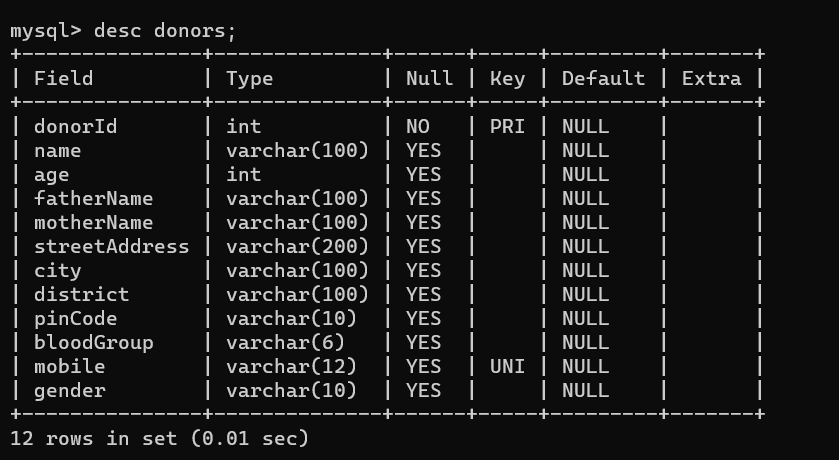 mysql> desc donors;
+---------------+--------------+------+-----+---------+-------+
| Field         | Type         | Null | Key | Default | Extra |
+---------------+--------------+------+-----+---------+-------+
| donorId       | int          | NO   | PRI | NULL    |       |
| name          | varchar(100) | YES  |     | NULL    |       |
| age           | int          | YES  |     | NULL    |       |
| fatherName    | varchar(100) | YES  |     | NULL    |       |
| motherName    | varchar(100) | YES  |     | NULL    |       |
| streetAddress | varchar(200) | YES  |     | NULL    |       |
| city          | varchar(100) | YES  |     | NULL    |       |
| district      | varchar(100) | YES  |     | NULL    |       |
| pinCode       | varchar(10)  | YES  |     | NULL    |       |
| bloodGroup    | varchar(6)   | YES  |     | NULL    |       |
| mobile        | varchar(12)  | YES  | UNI | NULL    |       |
| gender        | varchar(10)  | YES  |     | NULL    |       |
+---------------+--------------+------+-----+---------+-------+
12 rows in set (0.01 sec)